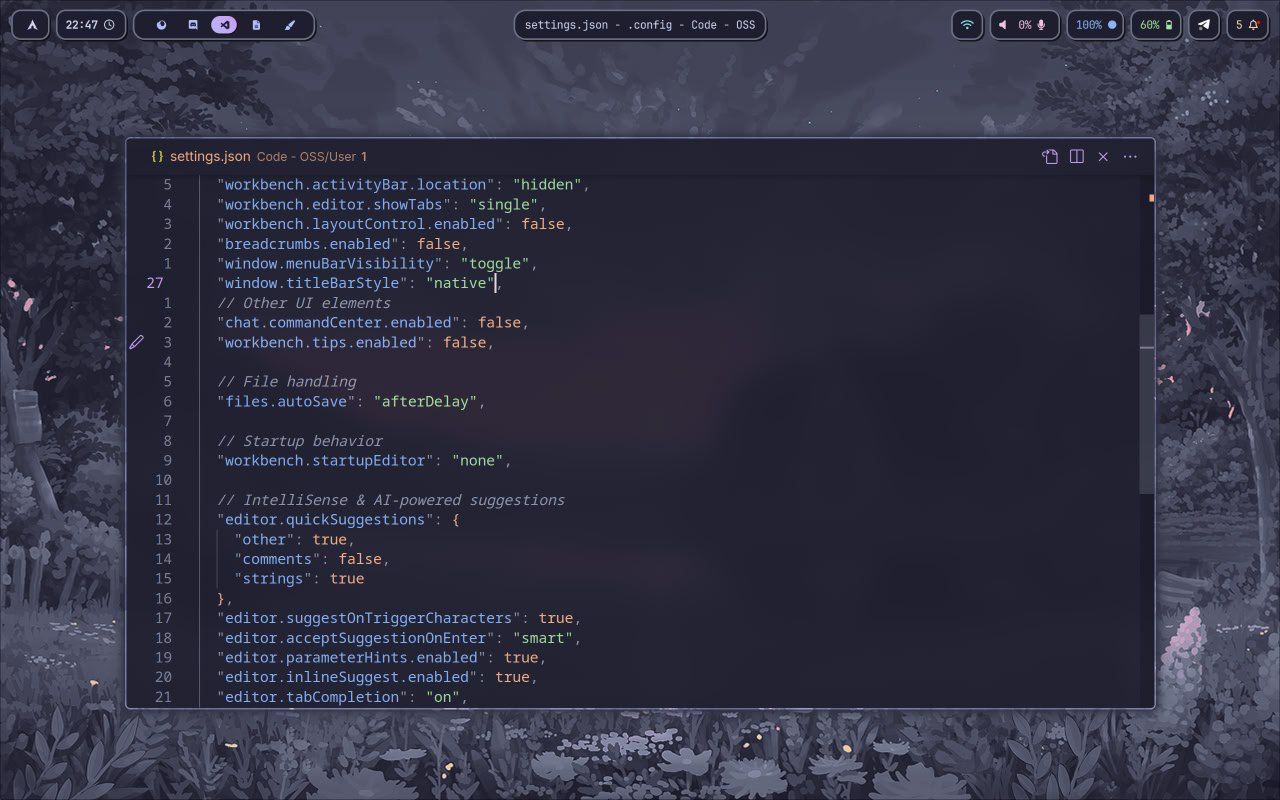 22:47
settings.json - .config - Code - OSS
0%
100%
60%
5
{} settings.json Code - OSS/User 1
5 "workbench.activityBar.location": "hidden",
4 "workbench.editor.showTabs": "single",
3 "workbench.layoutControl.enabled": false,
2 "breadcrumbs.enabled": false,
1 "window.menuBarVisibility": "toggle",
27 "window.titleBarStyle": "native",
1 // Other UI elements
2 "chat.commandCenter.enabled": false,
3 "workbench.tips.enabled": false,
4
5 // File handling
6 "files.autoSave": "afterDelay",
7
8 // Startup behavior
9 "workbench.startupEditor": "none",
10
11 // IntelliSense & AI-powered suggestions
12 "editor.quickSuggestions": {
13 "other": true,
14 "comments": false,
15 "strings": true
16 },
17 "editor.suggestOnTriggerCharacters": true,
18 "editor.acceptSuggestionOnEnter": "smart",
19 "editor.parameterHints.enabled": true,
20 "editor.inlineSuggest.enabled": true,
21 "editor.tabCompletion": "on",